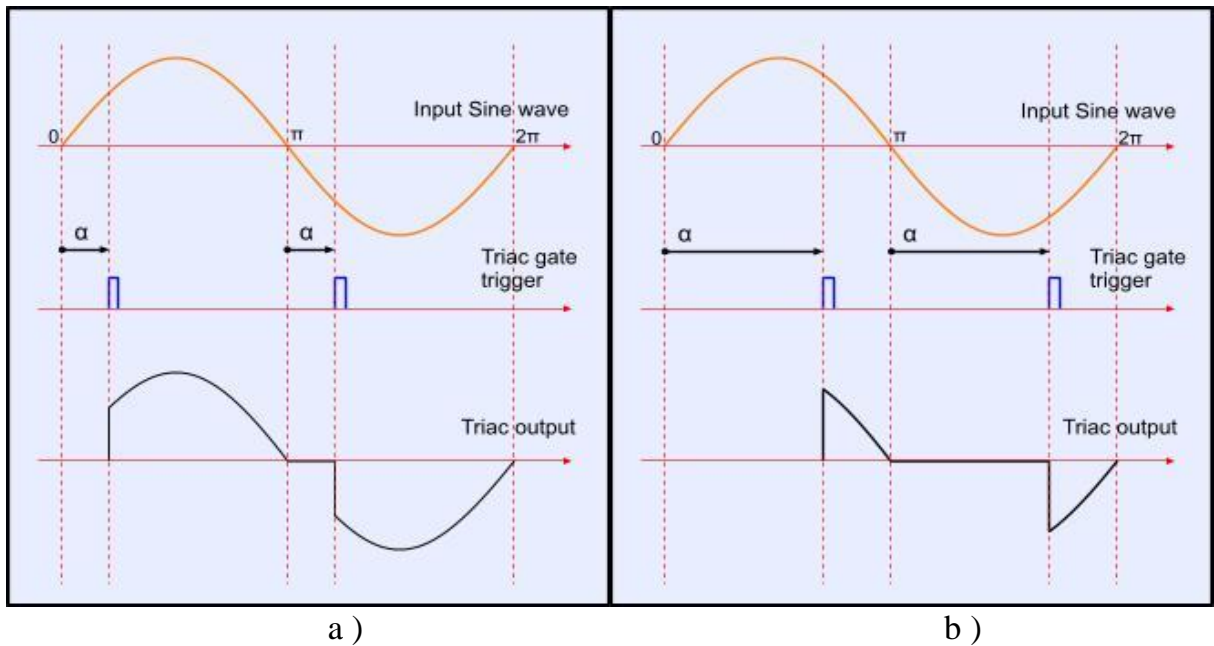 Input Sine wave
0
π
2π
α
α
Triac gate
trigger
Triac output
Input Sine wave
0
π
2π
α
α
Triac gate
trigger
Triac output
a )
b )